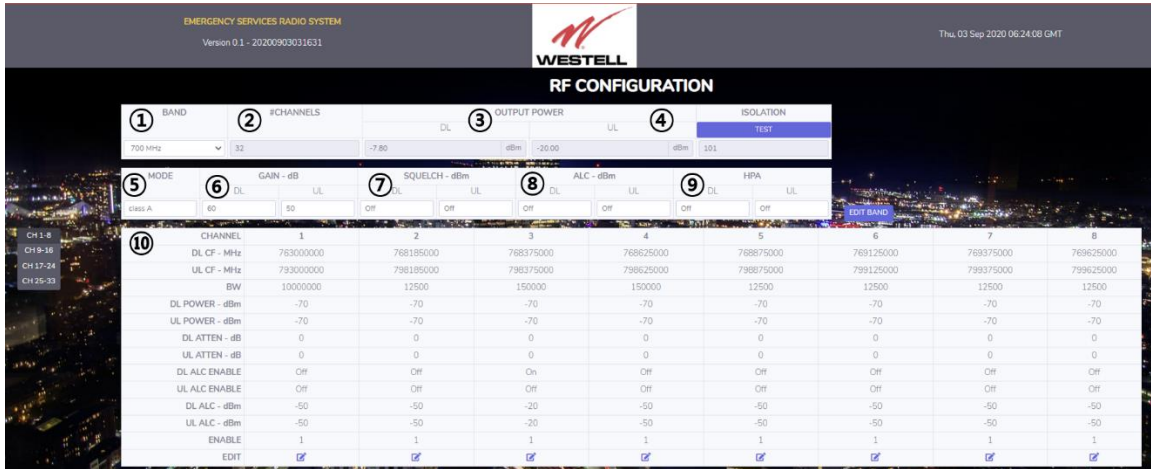 EMERGENCY SERVICES RADIO SYSTEM
Version 0.1 - 20200903031631
WESTELL
Thu, 03 Sep 2020 06:24:08 GMT
RF CONFIGURATION
① BAND ② #CHANNELS OUTPUT POWER ISOLATION
DL ③ UL ④ TEST
700 MHz 32 -7.80 dBm -20.00 dBm 101
⑤ MODE GAIN - dB SQUELCH - dBm ALC - dBm HPA
⑥ DL UL ⑦ DL UL ⑧ DL UL ⑨ DL UL
class A 60 50 Off Off Off Off Off Off EDIT BAND
CH 1-8
CH 9-16
CH 17-24
CH 25-33
⑩ CHANNEL 1 2 3 4 5 6 7 8
DL CF - MHz 763000000 768185000 768375000 768625000 768875000 769125000 769375000 769625000
UL CF - MHz 793000000 798185000 798375000 798625000 798875000 799125000 799375000 799625000
BW 10000000 12500 150000 150000 12500 12500 12500 12500
DL POWER - dBm -70 -70 -70 -70 -70 -70 -70 -70
UL POWER - dBm -70 -70 -70 -70 -70 -70 -70 -70
DL ATTEN - dB 0 0 0 0 0 0 0 0
UL ATTEN - dB 0 0 0 0 0 0 0 0
DL ALC ENABLE Off Off On Off Off Off Off Off
UL ALC ENABLE Off Off Off Off Off Off Off Off
DL ALC - dBm -50 -50 -20 -50 -50 -50 -50 -50
UL ALC - dBm -50 -50 -20 -50 -50 -50 -50 -50
ENABLE 1 1 1 1 1 1 1 1
EDIT